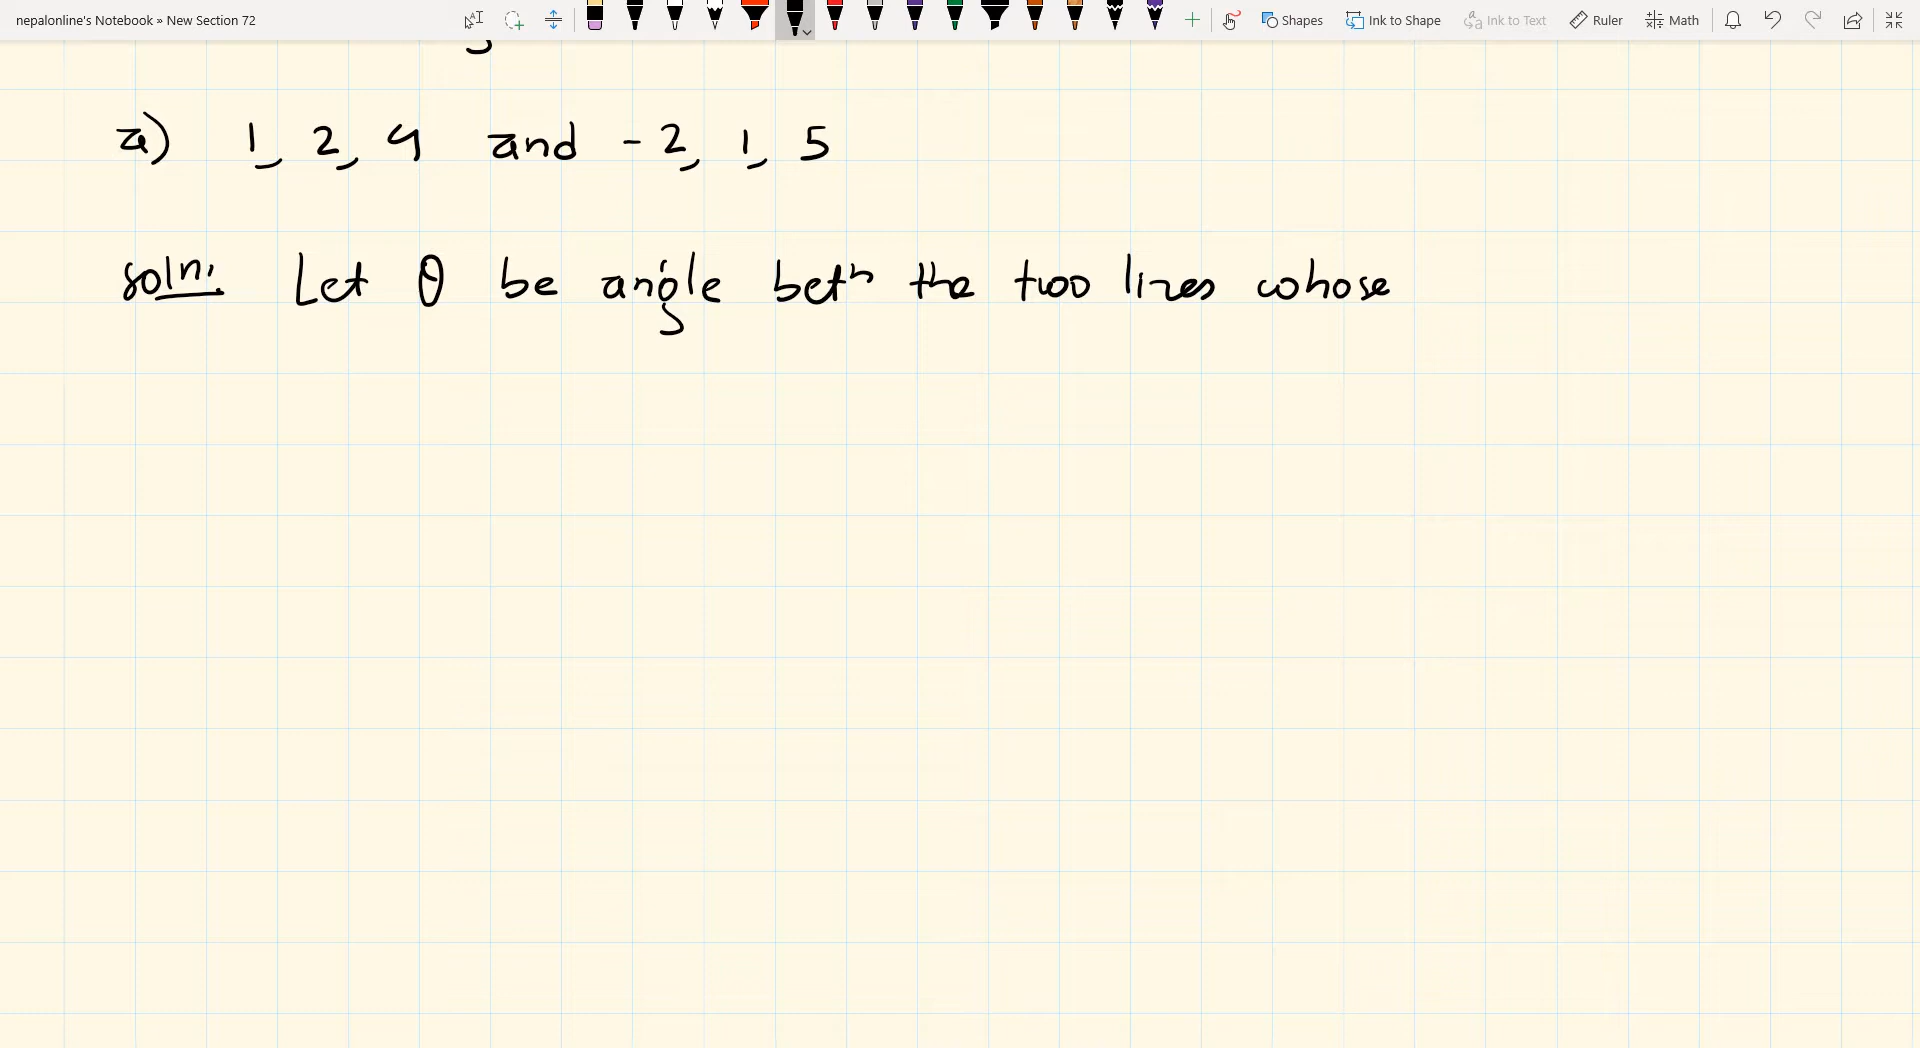 nepalonline's Notebook » New Section 72
Shapes Ink to Shape Ink to Text Ruler Math
a) 1, 2, 4 and -2, 1, 5
soln: Let θ be angle betn the two lines whose